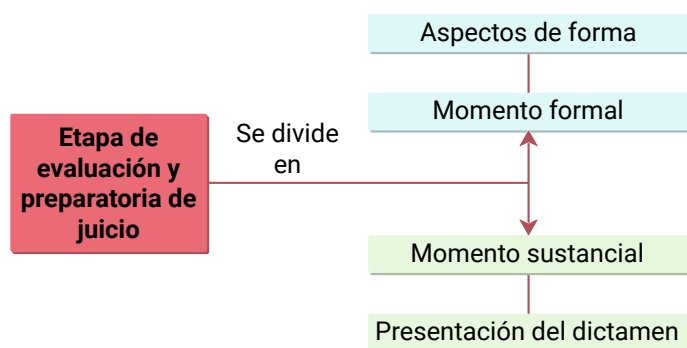 Aspectos de forma
Momento formal
Etapa de
evaluación y
preparatoria de
juicio
Se divide
en
Momento sustancial
Presentación del dictamen